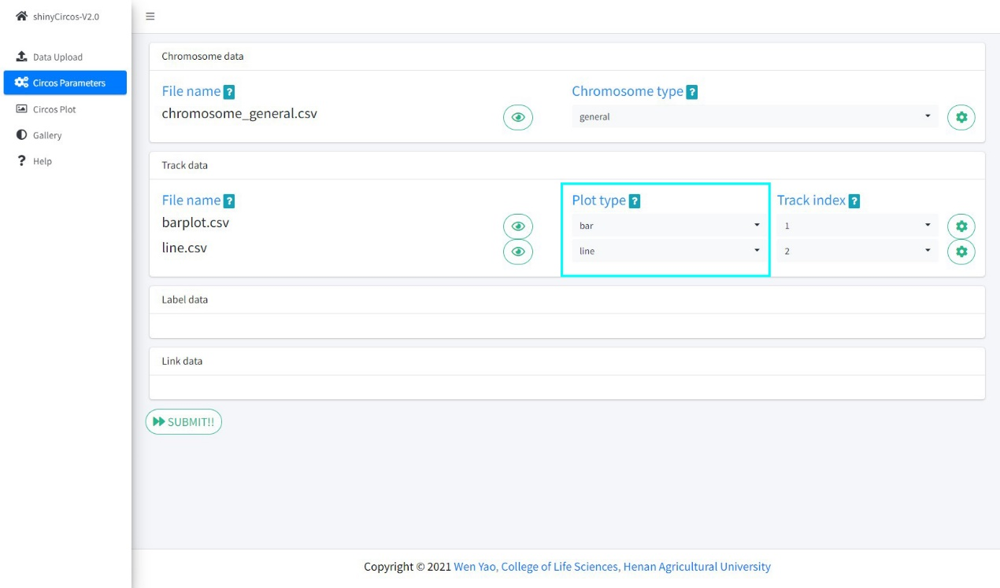 shinyCircos-V2.0
Data Upload
Circos Parameters
Circos Plot
Gallery
? Help
Chromosome data
File name ? Chromosome type ?
chromosome_general.csv general
Track data
File name ? Plot type ? Track index ?
barplot.csv bar 1
line.csv line 2
Label data
Link data
SUBMIT!!
Copyright © 2021 Wen Yao, College of Life Sciences, Henan Agricultural University